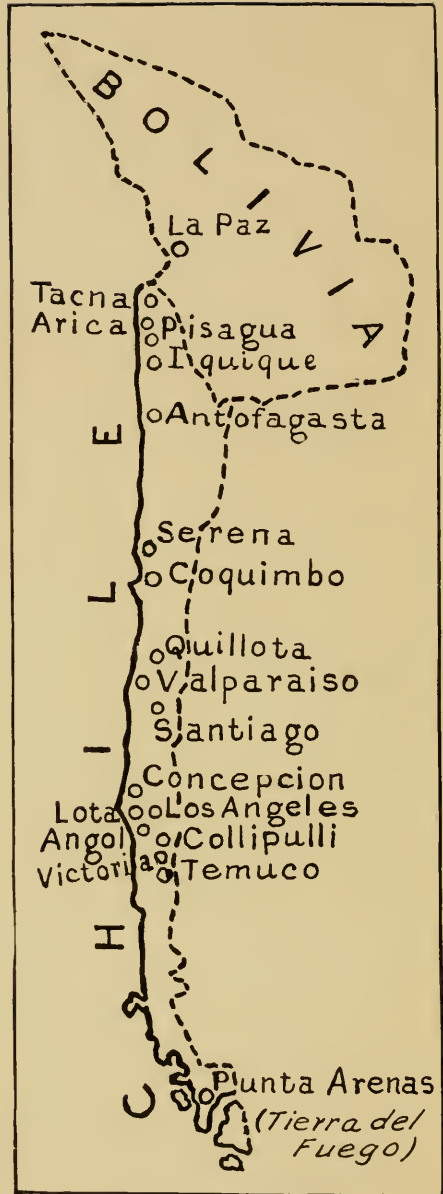 BOLIVIA
La Paz
Tacna
Arica
Pisagua
Iquique
Antofagasta
Serena
Coquimbo
Quillota
Valparaiso
Santiago
Concepcion
Lota
Los Angeles
Angol
Collipulli
Victoria
Temuco
CHILE
Punta Arenas
(Tierra del
Fuego)